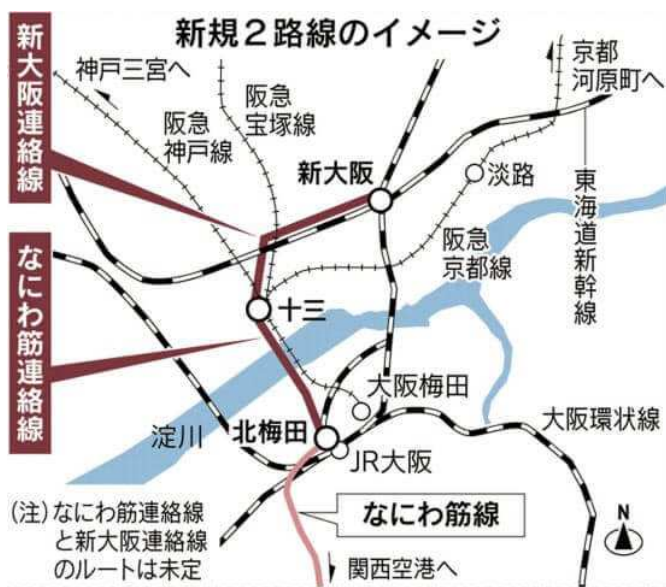 新規2路線のイメージ
新大阪連絡線
なにわ筋連絡線
神戸三宮へ
阪急
神戸線
阪急
宝塚線
京都
河原町へ
新大阪
淡路
東海道新幹線
阪急
京都線
十三
大阪梅田
大阪環状線
淀川
北梅田
JR大阪
なにわ筋線
関西空港へ
(注)なにわ筋連絡線
と新大阪連絡線
のルートは未定
N